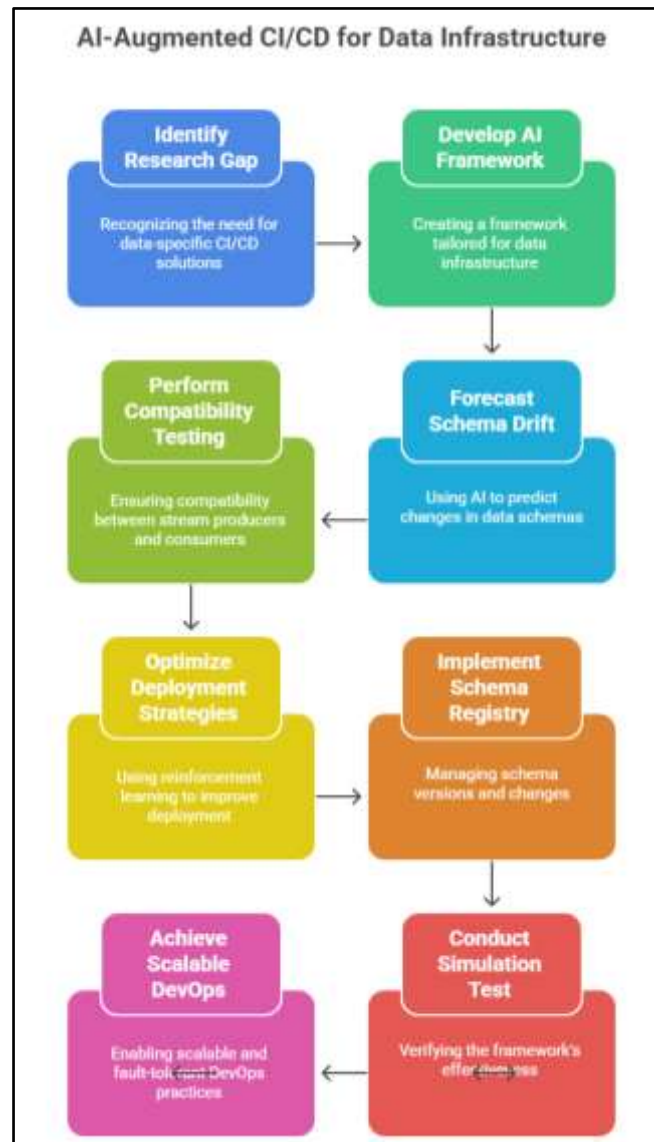 AI-Augmented CI/CD for Data Infrastructure
Identify
Research Gap
Recognizing the need for
data-specific CI/CD
solutions
Develop AI
Framework
Creating a framework
tailored for data
infrastructure
Forecast
Schema Drift
Using AI to predict
changes in data schemas
Perform
Compatibility
Testing
Ensuring compatibility
between stream producers
and consumers
Optimize
Deployment
Strategies
Using reinforcement
learning to improve
deployment
Implement
Schema
Registry
Managing schema
versions and changes
Conduct
Simulation
Test
Verifying the framework's
effectiveness
Achieve
Scalable
DevOps
Enabling scalable and
fault-tolerant DevOps
practices